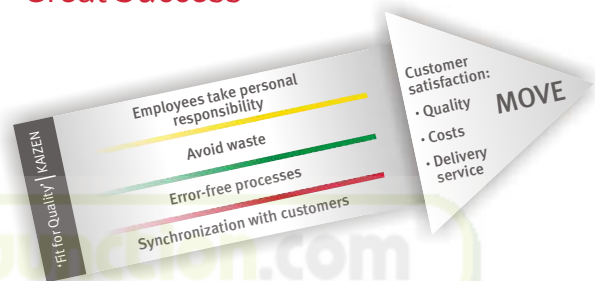 Great Success
Employees take personal
responsibility
Avoid waste
Error-free processes
Synchronization with customers
'Fit for Quality' | KAIZEN
Customer
satisfaction:
· Quality
· Costs
· Delivery
service
MOVE
.com